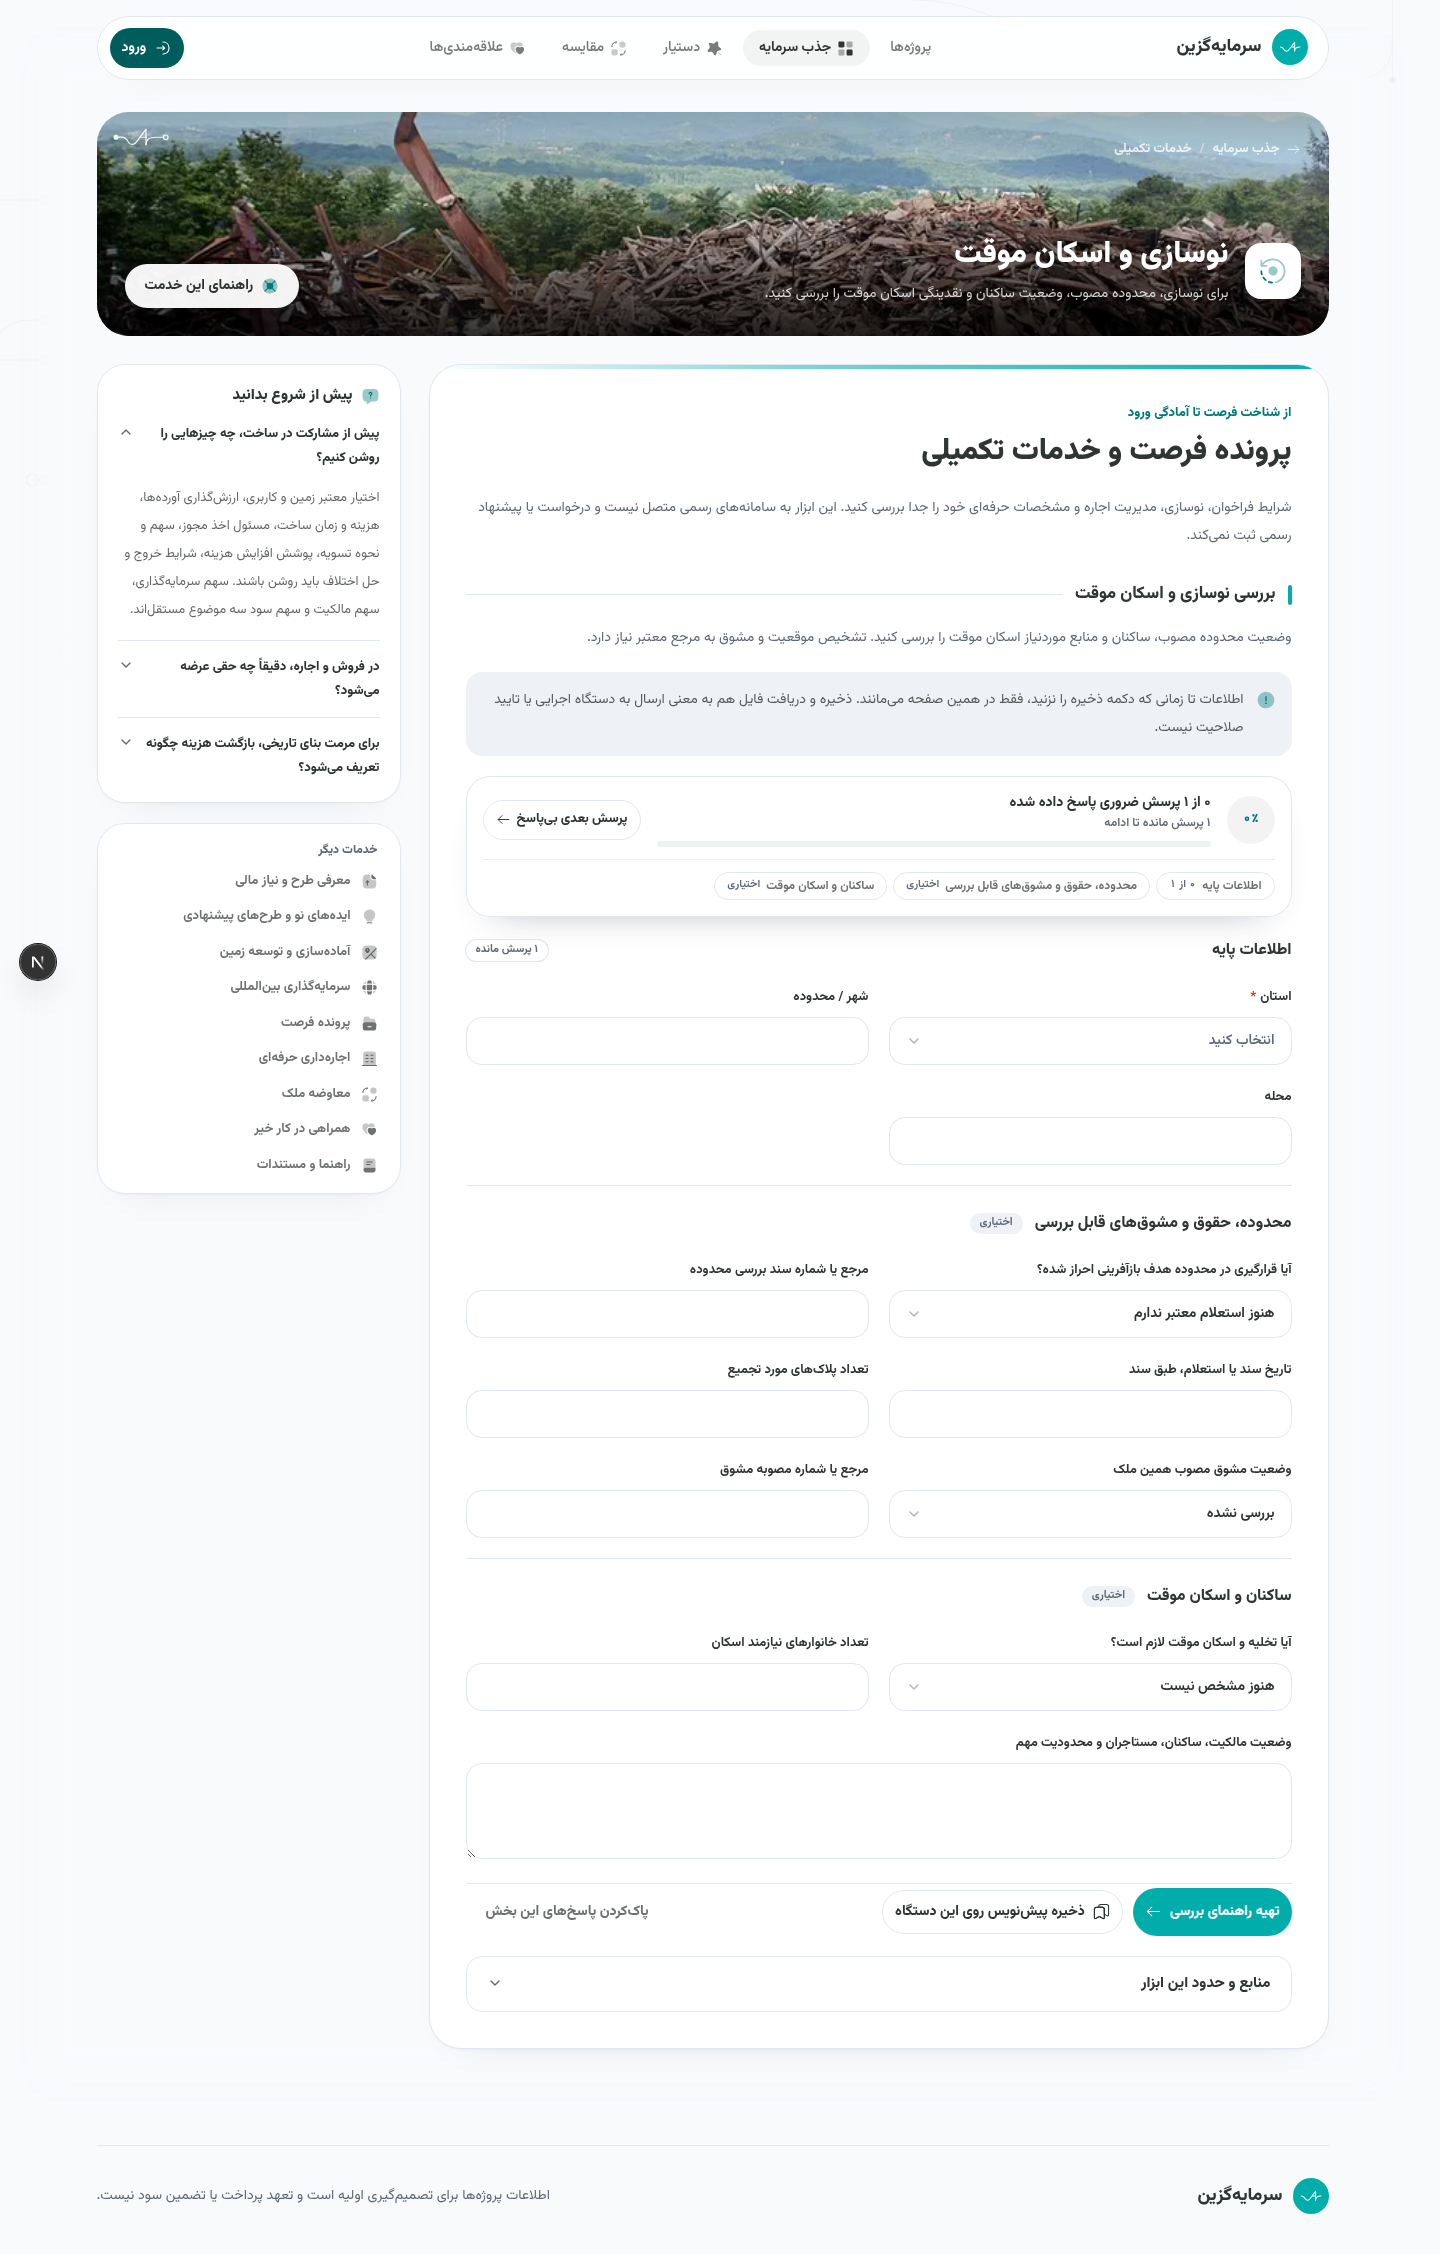 سرمایه‌گزین
پروژه‌ها
جذب سرمایه
دستیار
مقایسه
علاقه‌مندی‌ها
ورود
جذب سرمایه / خدمات تکمیلی
نوسازی و اسکان موقت
برای نوسازی، محدوده مصوب، وضعیت ساکنان و نقدینگی اسکان موقت را بررسی کنید.
راهنمای این خدمت
از شناخت فرصت تا آمادگی ورود
پرونده فرصت و خدمات تکمیلی
شرایط فراخوان، نوسازی، مدیریت اجاره و مشخصات حرفه‌ای خود را جدا بررسی کنید. این ابزار به سامانه‌های رسمی متصل نیست و درخواست یا پیشنهاد
رسمی ثبت نمی‌کند.
بررسی نوسازی و اسکان موقت
وضعیت محدوده مصوب، ساکنان و منابع موردنیاز اسکان موقت را بررسی کنید. تشخیص موقعیت و مشوق به مرجع معتبر نیاز دارد.
اطلاعات تا زمانی که دکمه ذخیره را نزنید، فقط در همین صفحه می‌مانند. ذخیره و دریافت فایل هم به معنی ارسال به دستگاه اجرایی یا تایید
صلاحیت نیست.
۰٪
۰ از ۱ پرسش ضروری پاسخ داده شده
۱ پرسش مانده تا ادامه
پرسش بعدی بی‌پاسخ
اطلاعات پایه ۰ از ۱
محدوده، حقوق و مشوق‌های قابل بررسی اختیاری
ساکنان و اسکان موقت اختیاری
اطلاعات پایه
۱ پرسش مانده
استان *
شهر / محدوده
انتخاب کنید
محله
محدوده، حقوق و مشوق‌های قابل بررسی
اختیاری
آیا قرارگیری در محدوده هدف بازآفرینی احراز شده؟
مرجع یا شماره سند بررسی محدوده
هنوز استعلام معتبر ندارم
تاریخ سند یا استعلام، طبق سند
تعداد پلاک‌های مورد تجمیع
وضعیت مشوق مصوب همین ملک
مرجع یا شماره مصوبه مشوق
بررسی نشده
ساکنان و اسکان موقت
اختیاری
آیا تخلیه و اسکان موقت لازم است؟
تعداد خانوارهای نیازمند اسکان
هنوز مشخص نیست
وضعیت مالکیت، ساکنان، مستاجران و محدودیت مهم
تهیه راهنمای بررسی
ذخیره پیش‌نویس روی این دستگاه
پاک‌کردن پاسخ‌های این بخش
منابع و حدود این ابزار
پیش از شروع بدانید
پیش از مشارکت در ساخت، چه چیزهایی را
روشن کنیم؟
اختیار معتبر زمین و کاربری، ارزش‌گذاری آورده‌ها،
هزینه و زمان ساخت، مسئول اخذ مجوز، سهم و
نحوه تسویه، پوشش افزایش هزینه، شرایط خروج و
حل اختلاف باید روشن باشند. سهم سرمایه‌گذاری،
سهم مالکیت و سهم سود سه موضوع مستقل‌اند.
در فروش و اجاره، دقیقاً چه حقی عرضه
می‌شود؟
برای مرمت بنای تاریخی، بازگشت هزینه چگونه
تعریف می‌شود؟
خدمات دیگر
معرفی طرح و نیاز مالی
ایده‌های نو و طرح‌های پیشنهادی
آماده‌سازی و توسعه زمین
سرمایه‌گذاری بین‌المللی
پرونده فرصت
اجاره‌داری حرفه‌ای
معاوضه ملک
همراهی در کار خیر
راهنما و مستندات
N
سرمایه‌گزین
اطلاعات پروژه‌ها برای تصمیم‌گیری اولیه است و تعهد پرداخت یا تضمین سود نیست.